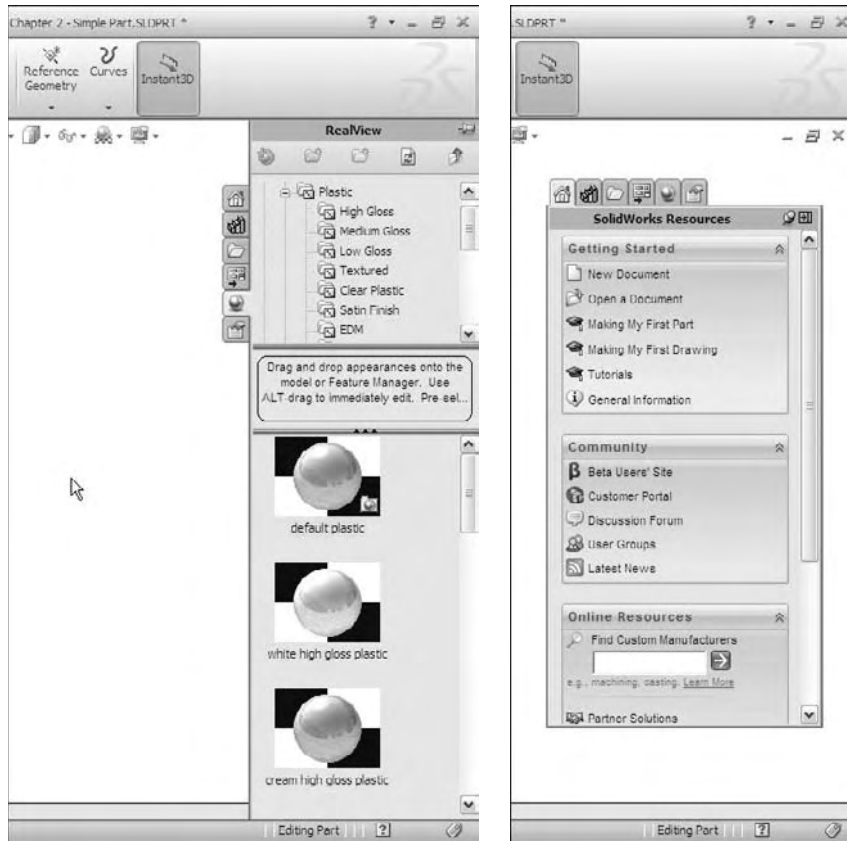 Chapter 2 - Simple Part.SLDPRT *
Reference
Geometry
Curves
Instant3D
RealView
Plastic
High Gloss
Medium Gloss
Low Gloss
Textured
Clear Plastic
Satin Finish
EDM
Drag and drop appearances onto the
model or Feature Manager. Use
ALT-drag to immediately edit. Pre-sel...
default plastic
white high gloss plastic
cream high gloss plastic
Editing Part
.SLDPRT *
Instant3D
SolidWorks Resources
Getting Started
New Document
Open a Document
Making My First Part
Making My First Drawing
Tutorials
General Information
Community
Beta Users' Site
Customer Portal
Discussion Forum
User Groups
Latest News
Online Resources
Find Custom Manufacturers
e.g., machining, casting. Learn More
Partner Solutions
Editing Part